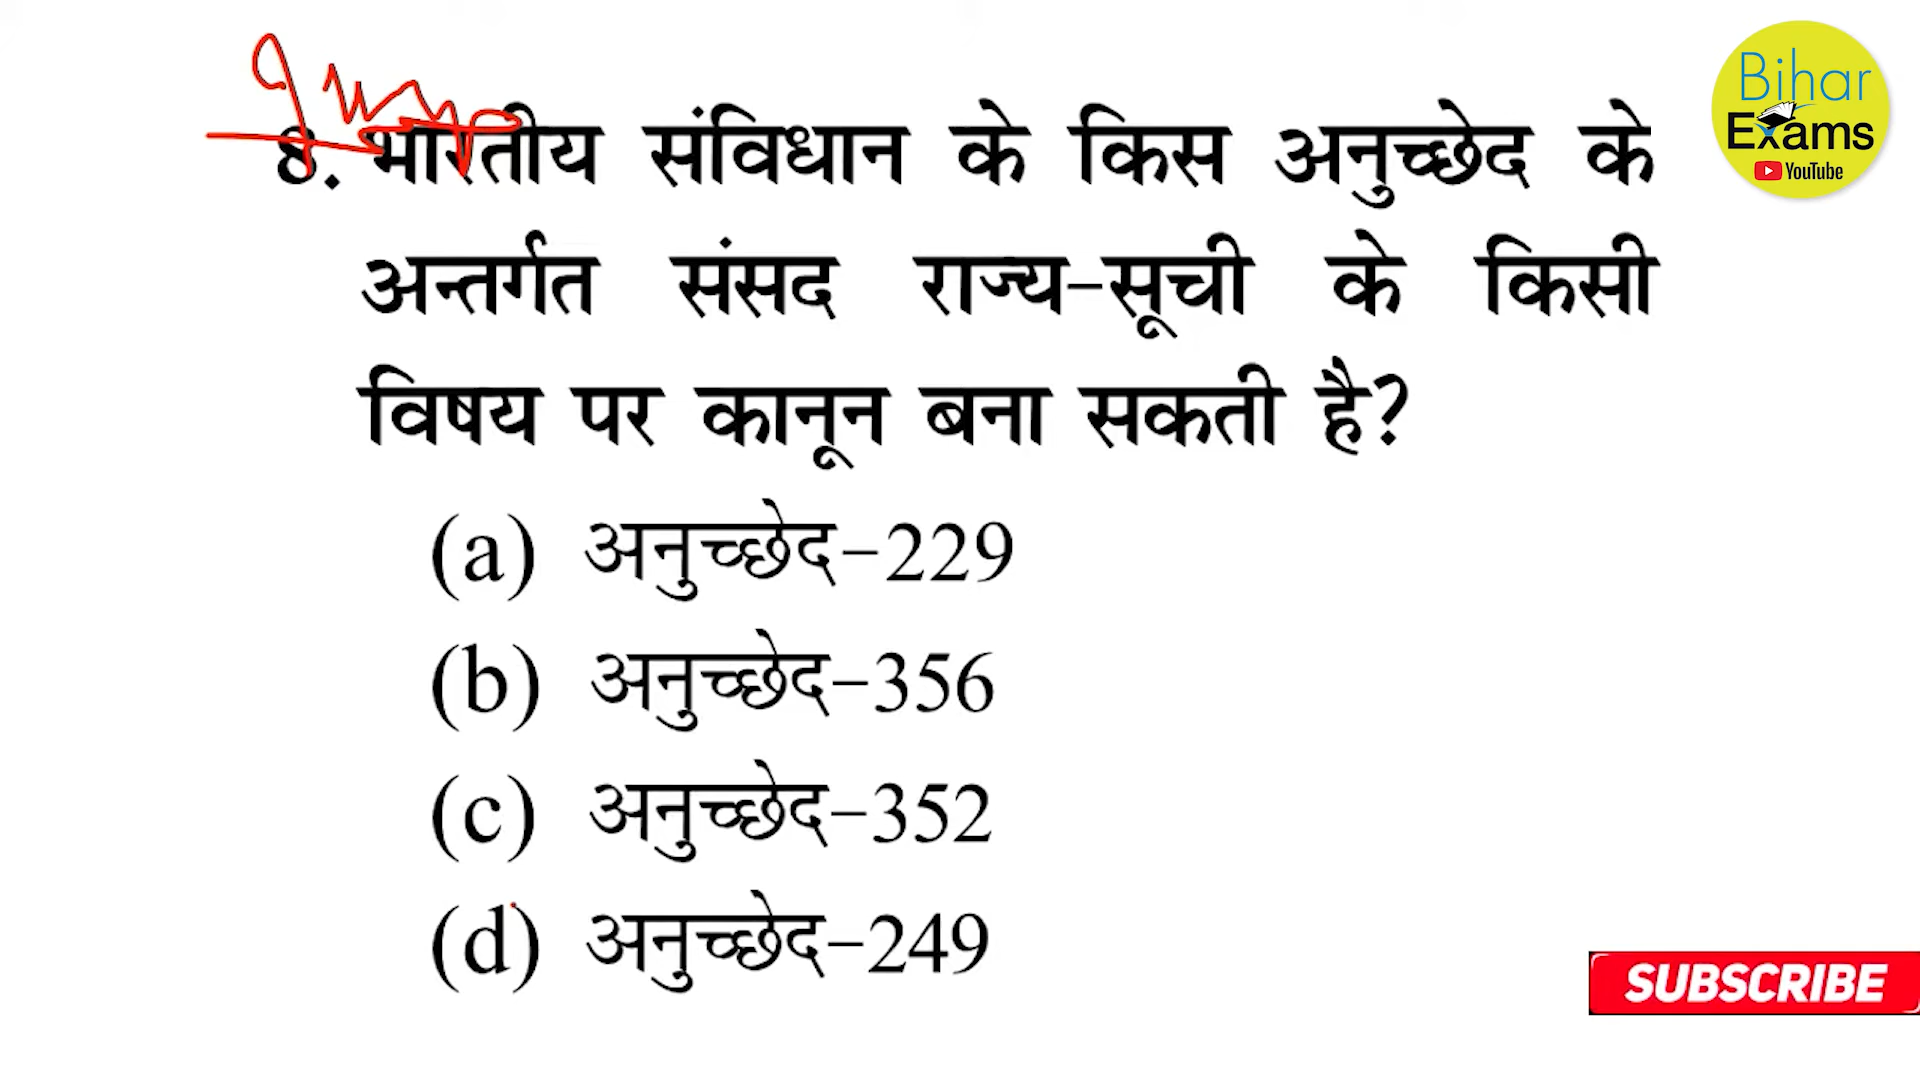 8. भारतीय संविधान के किस अनुच्छेद के
अन्तर्गत संसद राज्य-सूची के किसी
विषय पर कानून बना सकती है?
(a) अनुच्छेद-229
(b) अनुच्छेद-356
(c) अनुच्छेद-352
(d) अनुच्छेद-249
Bihar
Exams
YouTube
SUBSCRIBE